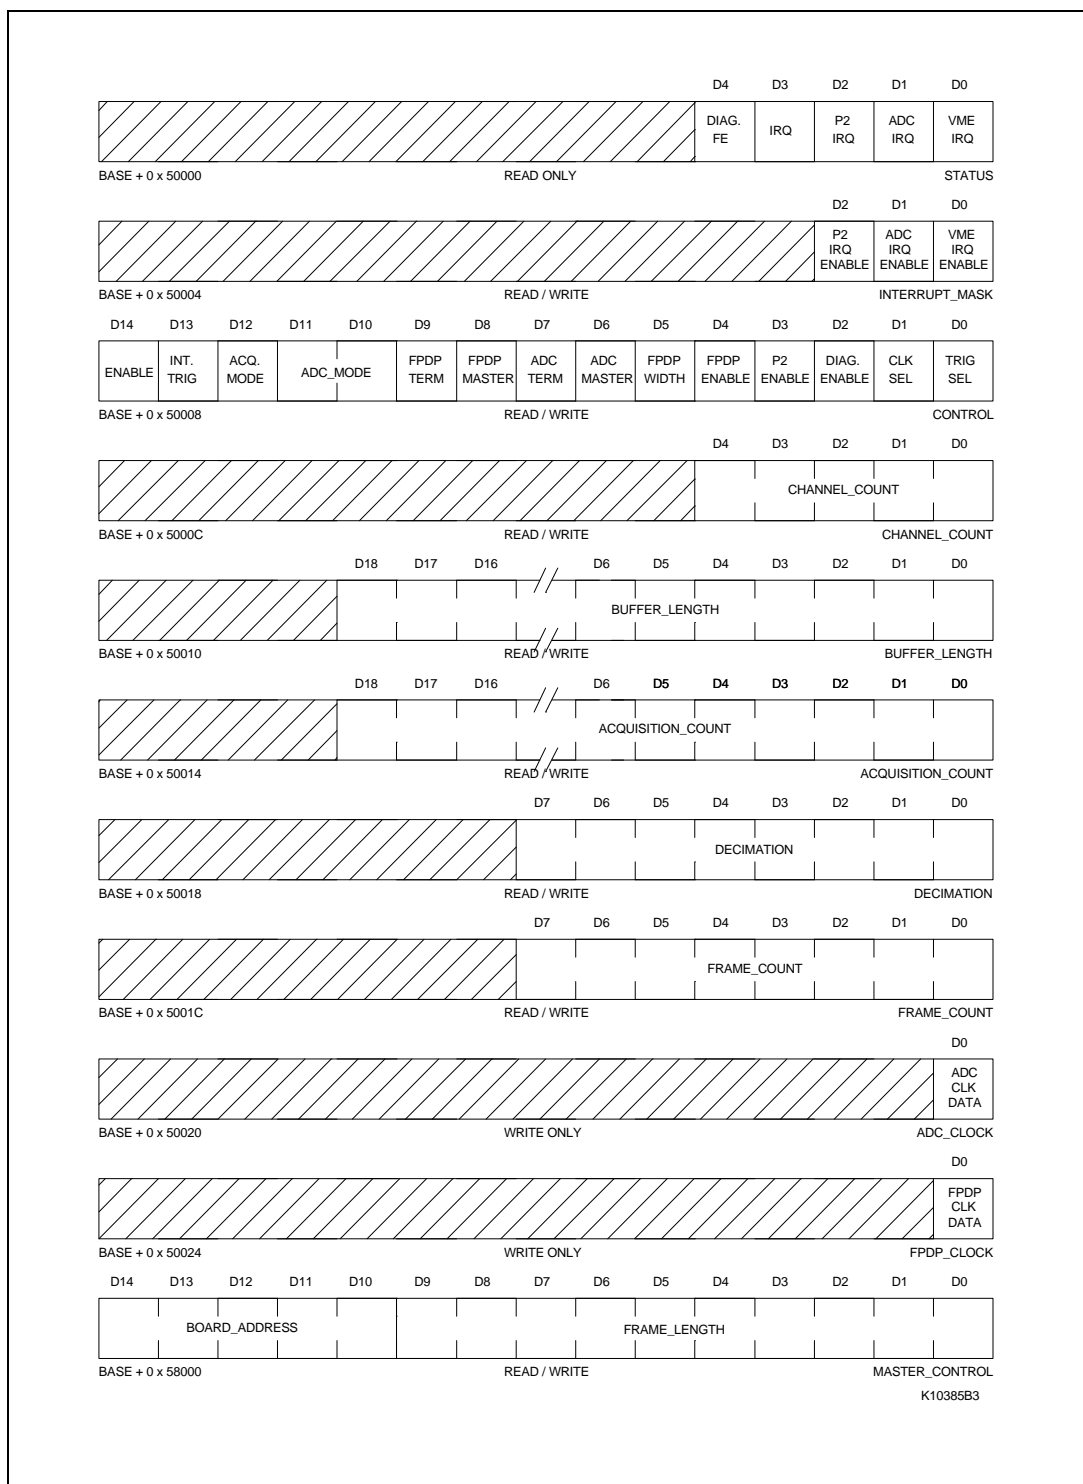 D4 D3 D2 D1 D0
DIAG. FE IRQ P2 IRQ ADC IRQ VME IRQ
BASE + 0 x 50000 READ ONLY STATUS
D2 D1 D0
P2 IRQ ENABLE ADC IRQ ENABLE VME IRQ ENABLE
BASE + 0 x 50004 READ / WRITE INTERRUPT_MASK
D14 D13 D12 D11 D10 D9 D8 D7 D6 D5 D4 D3 D2 D1 D0
ENABLE INT. TRIG ACQ. MODE ADC_MODE FPDP TERM FPDP MASTER ADC TERM ADC MASTER FPDP WIDTH FPDP ENABLE P2 ENABLE DIAG. ENABLE CLK SEL TRIG SEL
BASE + 0 x 50008 READ / WRITE CONTROL
D4 D3 D2 D1 D0
CHANNEL_COUNT
BASE + 0 x 5000C READ / WRITE CHANNEL_COUNT
D18 D17 D16 D6 D5 D4 D3 D2 D1 D0
BUFFER_LENGTH
BASE + 0 x 50010 READ / WRITE BUFFER_LENGTH
D18 D17 D16 D6 D5 D4 D3 D2 D1 D0
ACQUISITION_COUNT
BASE + 0 x 50014 READ / WRITE ACQUISITION_COUNT
D7 D6 D5 D4 D3 D2 D1 D0
DECIMATION
BASE + 0 x 50018 READ / WRITE DECIMATION
D7 D6 D5 D4 D3 D2 D1 D0
FRAME_COUNT
BASE + 0 x 5001C READ / WRITE FRAME_COUNT
D0
ADC CLK DATA
BASE + 0 x 50020 WRITE ONLY ADC_CLOCK
D0
FPDP CLK DATA
BASE + 0 x 50024 WRITE ONLY FPDP_CLOCK
D14 D13 D12 D11 D10 D9 D8 D7 D6 D5 D4 D3 D2 D1 D0
BOARD_ADDRESS FRAME_LENGTH
BASE + 0 x 58000 READ / WRITE MASTER_CONTROL
K10385B3